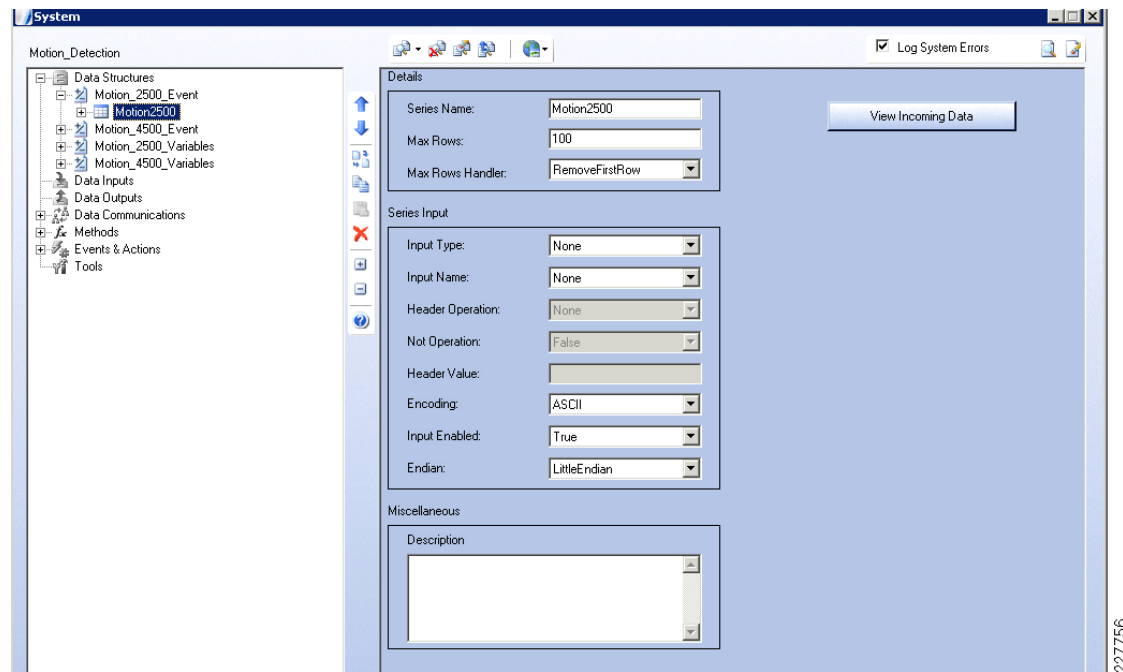 System
Motion_Detection
Log System Errors
Data Structures
Motion_2500_Event
Motion2500
Motion_4500_Event
Motion_2500_Variables
Motion_4500_Variables
Data Inputs
Data Outputs
Data Communications
Methods
Events & Actions
Tools
Details
Series Name: Motion2500
Max Rows: 100
Max Rows Handler: RemoveFirstRow
View Incoming Data
Series Input
Input Type: None
Input Name: None
Header Operation: None
Not Operation: False
Header Value:
Encoding: ASCII
Input Enabled: True
Endian: LittleEndian
Miscellaneous
Description
227756